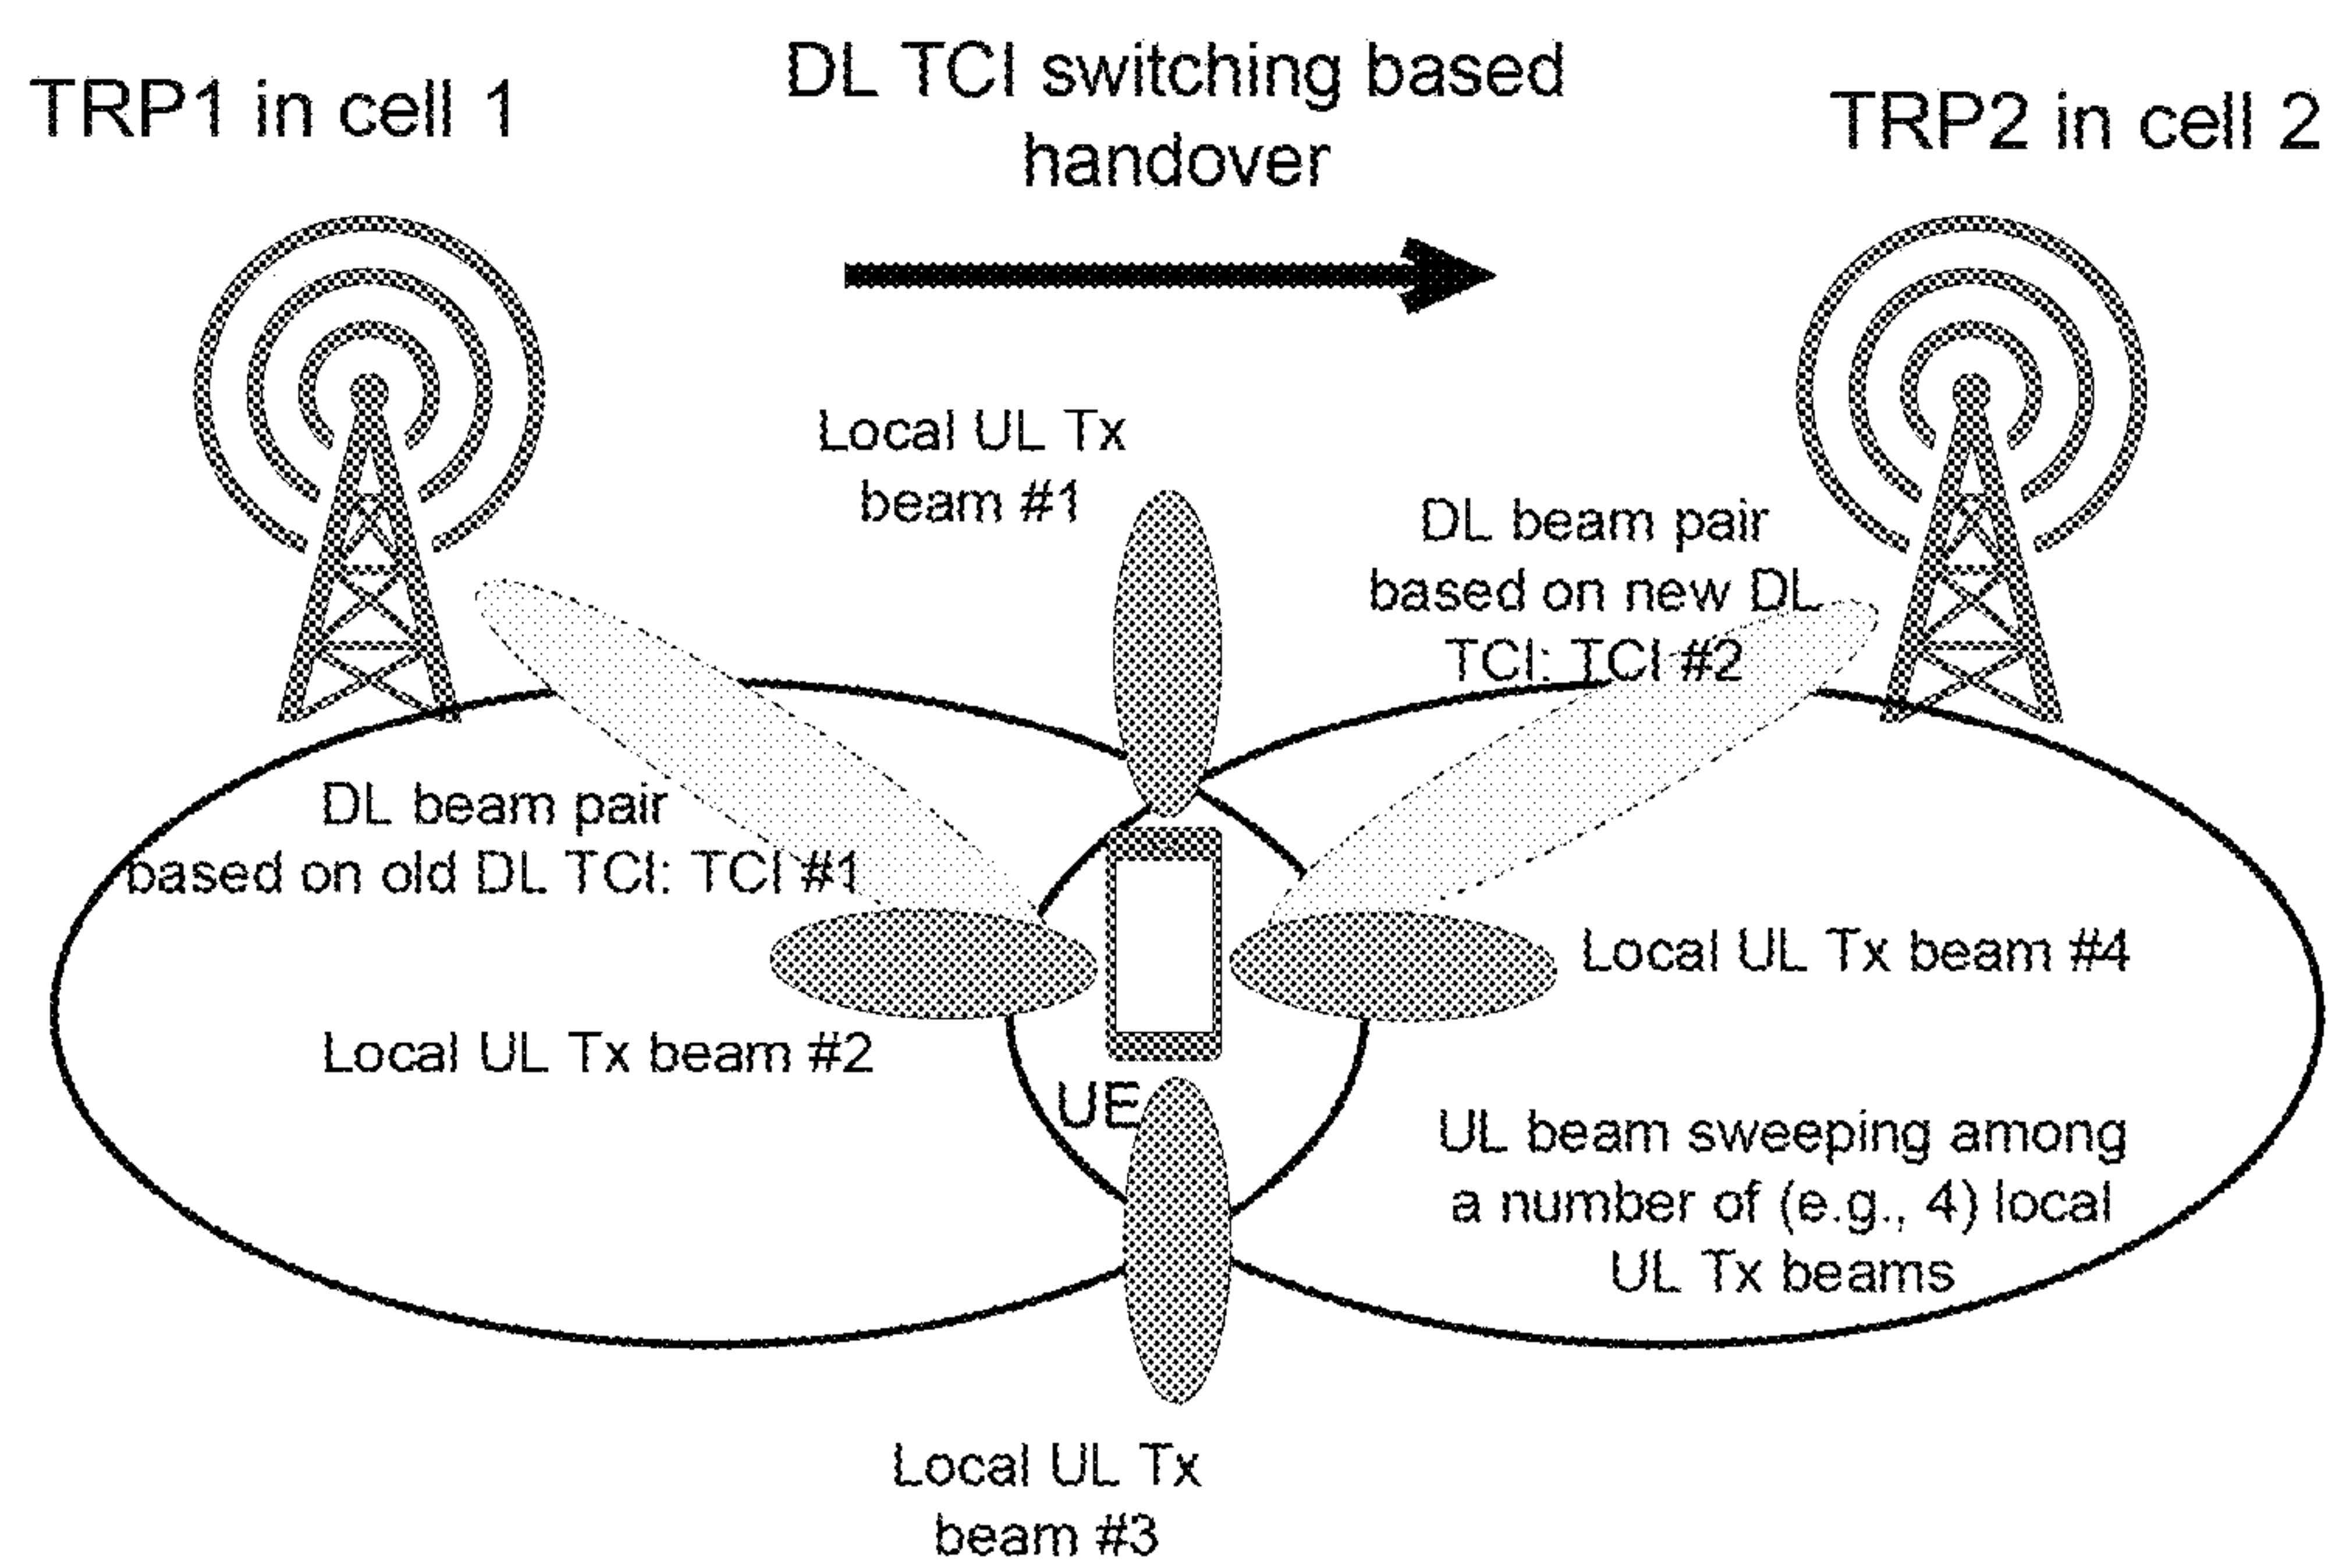 TRP1 in cell 1
DL TCI switching based
handover
TRP2 in cell 2
Local UL Tx
beam #1
DL beam pair
based on new DL
TCI: TCI #2
DL beam pair
based on old DL TCI: TCI #1
Local UL Tx beam #4
Local UL Tx beam #2
UE
UL beam sweeping among
a number of (e.g., 4) local
UL Tx beams
Local UL Tx
beam #3